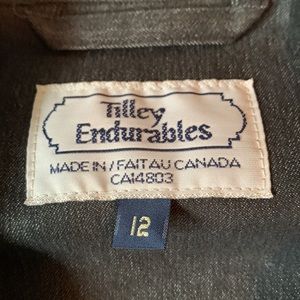 Tilley
Endurables
MADE IN / FAIT AU CANADA
CA14803
12